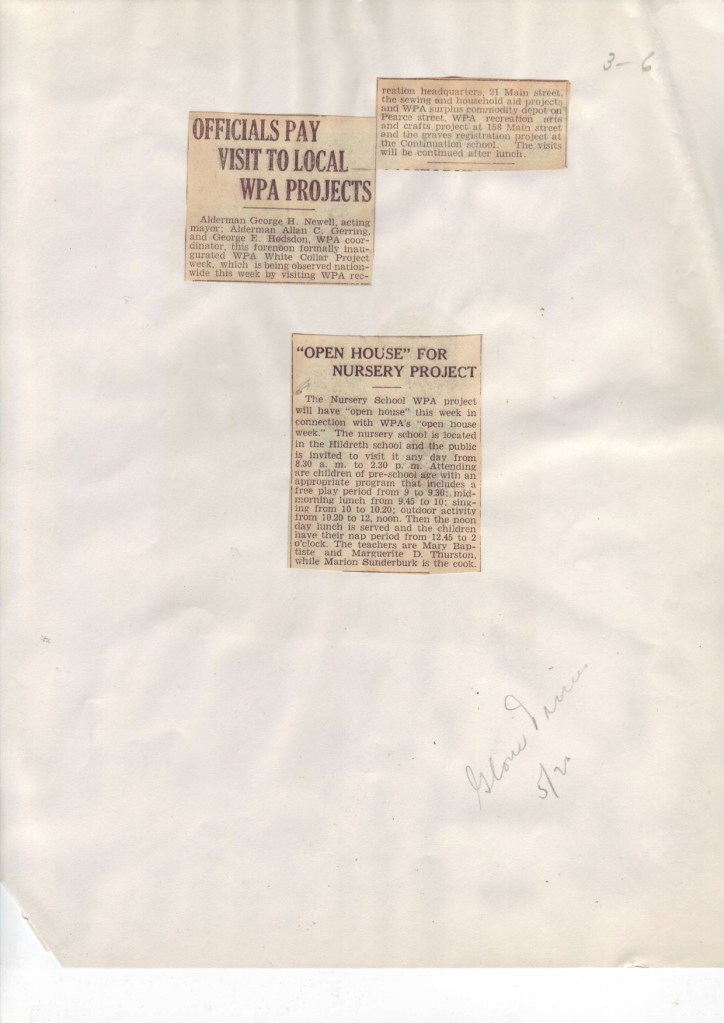 3-6
OFFICIALS PAY
VISIT TO LOCAL
WPA PROJECTS
Alderman George H. Newell, acting
mayor; Alderman Allan C. Gerring,
and George E. Hodsdon, WPA coor-
dinator, this forenoon formally inau-
gurated WPA White Collar Project
week, which is being observed nation-
wide this week by visiting WPA rec-
reation headquarters, 21 Main street,
the sewing and household aid projects
and WPA surplus commodity depot on
Pearce street, WPA recreation arts
and crafts project at 158 Main street
and the graves registration project at
the Continuation school. The visits
will be continued after lunch.
"OPEN HOUSE" FOR
NURSERY PROJECT
The Nursery School WPA project
will have "open house" this week in
connection with WPA's "open house
week." The nursery school is located
in the Hildreth school and the public
is invited to visit it any day from
8.30 a. m. to 2.30 p. m. Attending
are children of pre-school age with an
appropriate program that includes a
free play period from 9 to 9.30; mid-
morning lunch from 9.45 to 10; sing-
ing from 10 to 10.20; outdoor activity
from 10.20 to 12, noon. Then the noon
day lunch is served and the children
have their nap period from 12.45 to 2
o'clock. The teachers are Mary Bap-
tiste and Marguerite D. Thurston,
while Marion Sunderburk is the cook.
Glouc Times